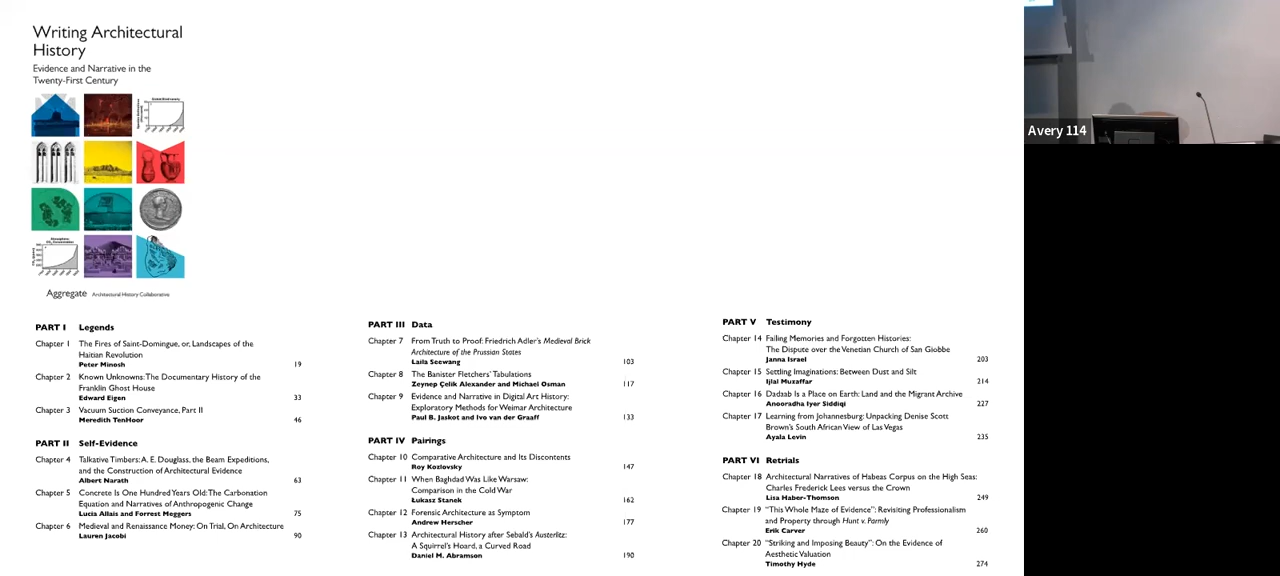 Writing Architectural
History
Evidence and Narrative in the
Twenty-First Century
Aggregate Architectural History Collaborative
PART I Legends
Chapter 1 The Fires of Saint-Domingue, or, Landscapes of the
Haitian Revolution
Peter Minosh 19
Chapter 2 Known Unknowns: The Documentary History of the
Franklin Ghost House
Edward Eigen 33
Chapter 3 Vacuum Suction Conveyance, Part II
Meredith TenHoor 46
PART II Self-Evidence
Chapter 4 Talkative Timbers: A. E. Douglass, the Beam Expeditions,
and the Construction of Architectural Evidence
Albert Narath 63
Chapter 5 Concrete Is One Hundred Years Old: The Carbonation
Equation and Narratives of Anthropogenic Change
Lucia Allais and Forrest Meggers 75
Chapter 6 Medieval and Renaissance Money: On Trial, On Architecture
Lauren Jacobi 90
PART III Data
Chapter 7 From Truth to Proof: Friedrich Adler's Medieval Brick
Architecture of the Prussian States
Laila Seewang 103
Chapter 8 The Banister Fletchers' Tabulations
Zeynep Çelik Alexander and Michael Osman 117
Chapter 9 Evidence and Narrative in Digital Art History:
Exploratory Methods for Weimar Architecture
Paul B. Jaskot and Ivo van der Graaff 133
PART IV Pairings
Chapter 10 Comparative Architecture and Its Discontents
Roy Kozlovsky 147
Chapter 11 When Baghdad Was Like Warsaw:
Comparison in the Cold War
Łukasz Stanek 162
Chapter 12 Forensic Architecture as Symptom
Andrew Herscher 177
Chapter 13 Architectural History after Sebald's Austerlitz:
A Squirrel's Hoard, a Curved Road
Daniel M. Abramson 190
PART V Testimony
Chapter 14 Failing Memories and Forgotten Histories:
The Dispute over the Venetian Church of San Giobbe
Janna Israel 203
Chapter 15 Settling Imaginations: Between Dust and Silt
Ijlal Muzaffar 214
Chapter 16 Dadaab Is a Place on Earth: Land and the Migrant Archive
Anooradha Iyer Siddiqi 227
Chapter 17 Learning from Johannesburg: Unpacking Denise Scott
Brown's South African View of Las Vegas
Ayala Levin 235
PART VI Retrials
Chapter 18 Architectural Narratives of Habeas Corpus on the High Seas:
Charles Frederick Lees versus the Crown
Lisa Haber-Thomson 249
Chapter 19 "This Whole Maze of Evidence": Revisiting Professionalism
and Property through Hunt v. Parmly
Erik Carver 260
Chapter 20 "Striking and Imposing Beauty": On the Evidence of
Aesthetic Valuation
Timothy Hyde 274
Avery 114